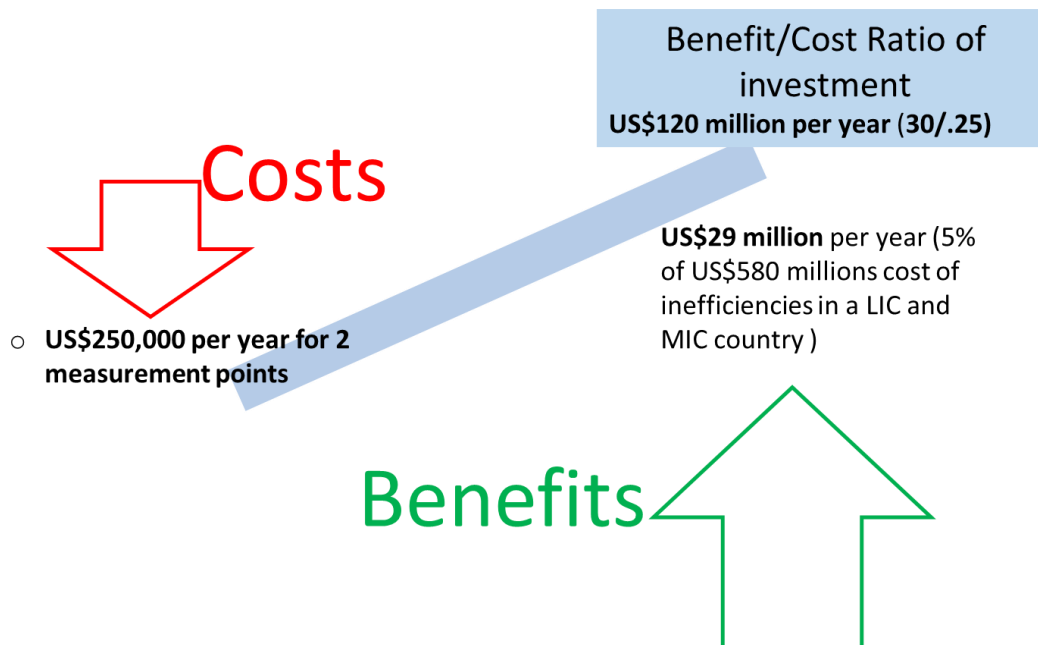 Benefit/Cost Ratio of
investment
US$120 million per year (30/.25)
Costs
US$29 million per year (5%
of US$580 millions cost of
inefficiencies in a LIC and
MIC country )
○ US$250,000 per year for 2
measurement points
Benefits